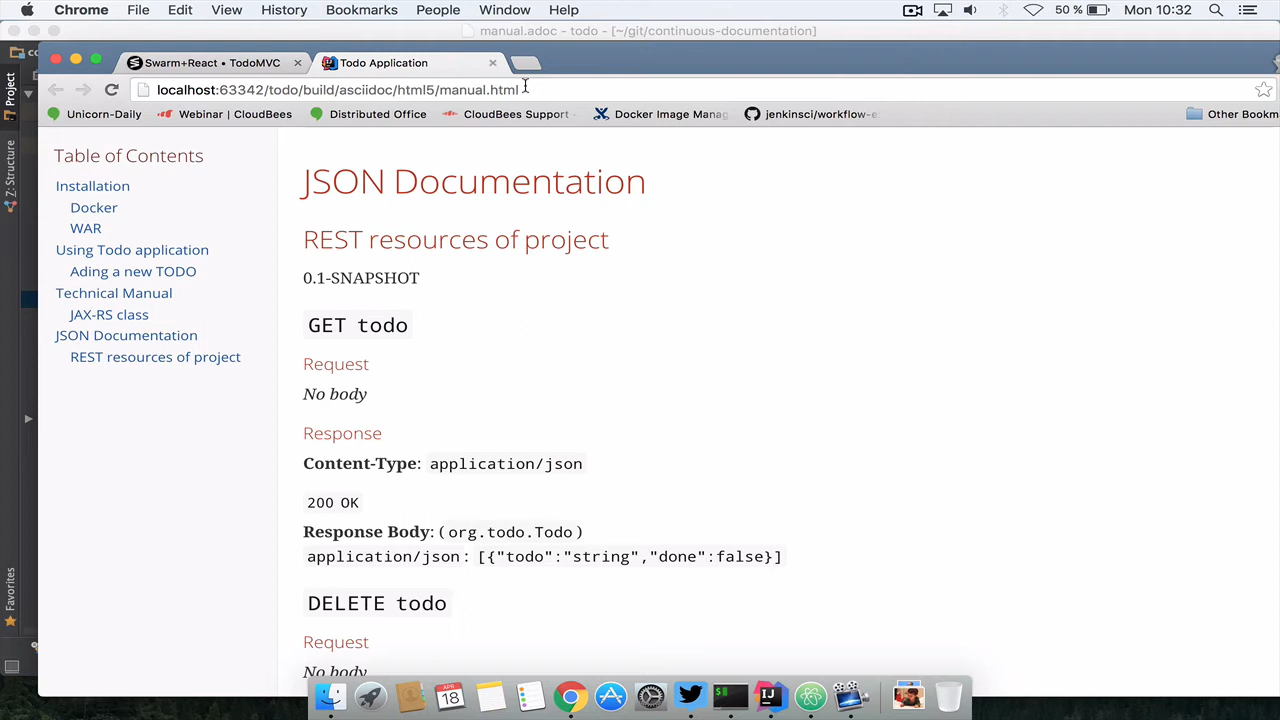 Chrome File Edit View History Bookmarks People Window Help 50 % Mon 10:32
manual.adoc - todo - [~/git/continuous-documentation]
Swarm+React • TodoMVC Todo Application
localhost:63342/todo/build/asciidoc/html5/manual.html
Unicorn-Daily Webinar | CloudBees Distributed Office CloudBees Support Docker Image Mana jenkinsci/workflow-e Other Bookm
Project
Z: Structure
Favorites
Table of Contents
Installation
Docker
WAR
Using Todo application
Ading a new TODO
Technical Manual
JAX-RS class
JSON Documentation
REST resources of project
JSON Documentation
REST resources of project
0.1-SNAPSHOT
GET todo
Request
No body
Response
Content-Type: application/json
200 OK
Response Body: (org.todo.Todo)
application/json: [{"todo":"string","done":false}]
DELETE todo
Request
No body
APR
18